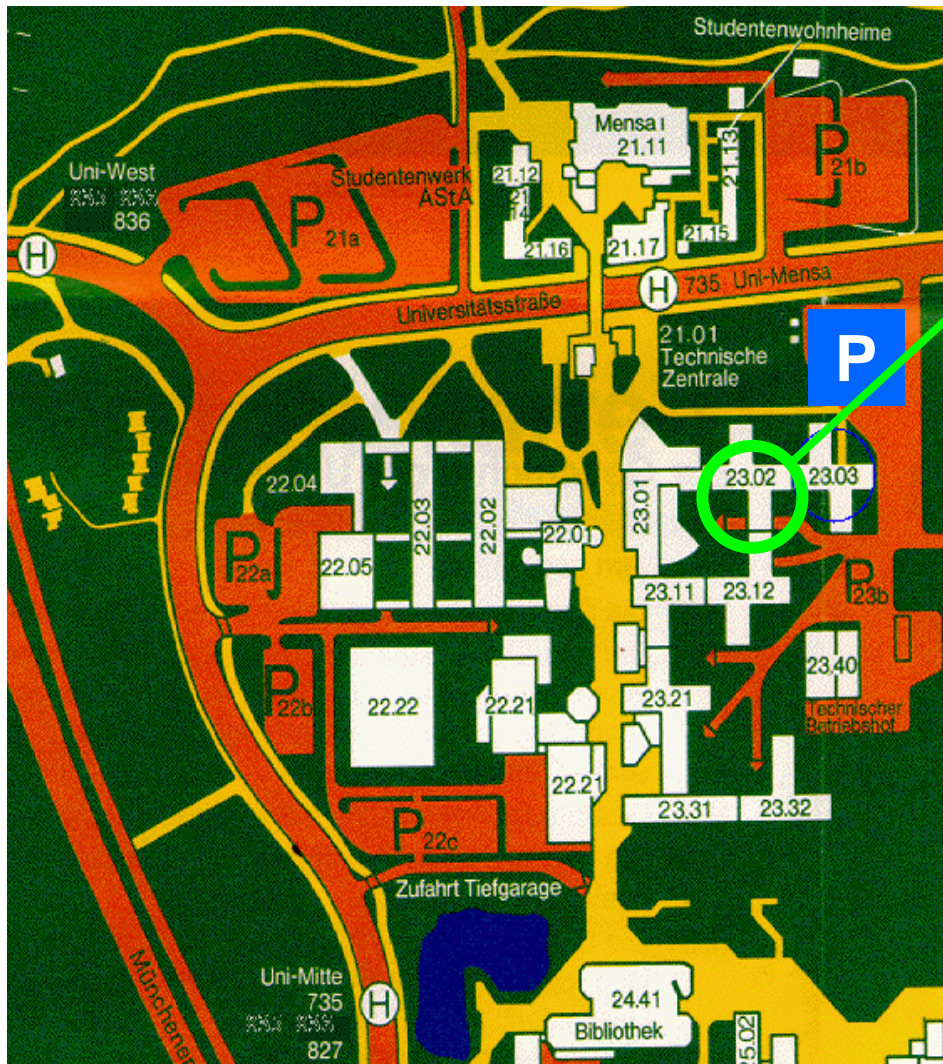 Studentenwohnheime
Mensa I
21.11
21.13
P 21b
Uni-West
836
Studentenwerk
AStA
21.12
21
14
P 21a
21.16
21.17
21.15
H
H
735 Uni-Mensa
Universitätsstraße
21.01
Technische
Zentrale
P
22.04
22.03
22.02
23.01
23.02
23.03
22.01
P 22a
22.05
23.11
23.12
P 23b
23.40
P 22b
22.22
22.21
23.21
Technischer
Betriebshof
22.21
23.31
23.32
P 22c
Zufahrt Tiefgarage
Münchener
Uni-Mitte
735
827
H
24.41
Bibliothek
25.02